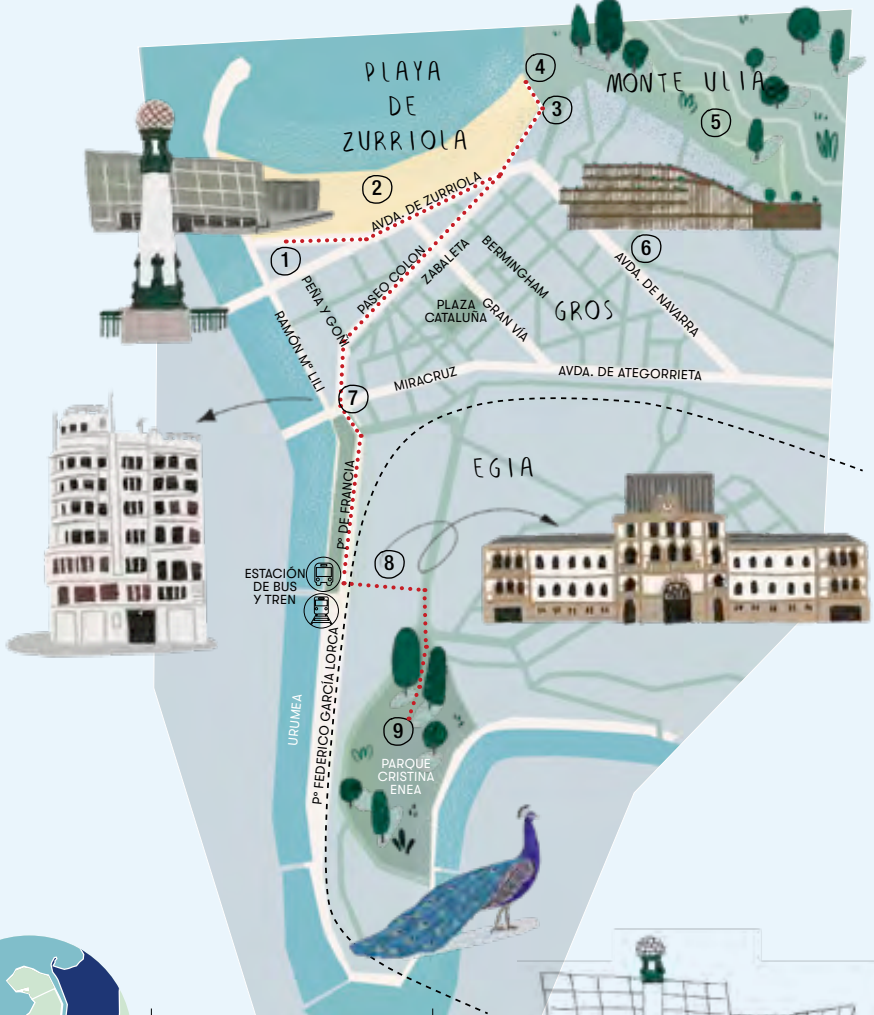 PLAYA
DE
ZURRIOLA
4
MONTE ULIA
3
5
2
AVDA. DE ZURRIOLA
1
6
PEÑA Y GOÑI
PASEO COLON
ZABALETA
BERMINGHAM
AVDA. DE NAVARRA
RAMÓN Mª LILI
PLAZA
CATALUÑA
GRAN VÍA
GROS
MIRACRUZ
AVDA. DE ATEGORRIETA
7
EGIA
Pº DE FRANCIA
8
ESTACIÓN
DE BUS
Y TREN
URUMEA
Pº FEDERICO GARCÍA LORCA
9
PARQUE
CRISTINA
ENEA